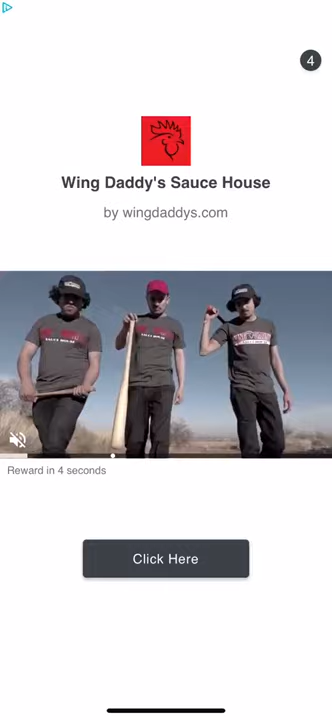 4
Wing Daddy's Sauce House
by wingdaddys.com
Reward in 4 seconds
Click Here